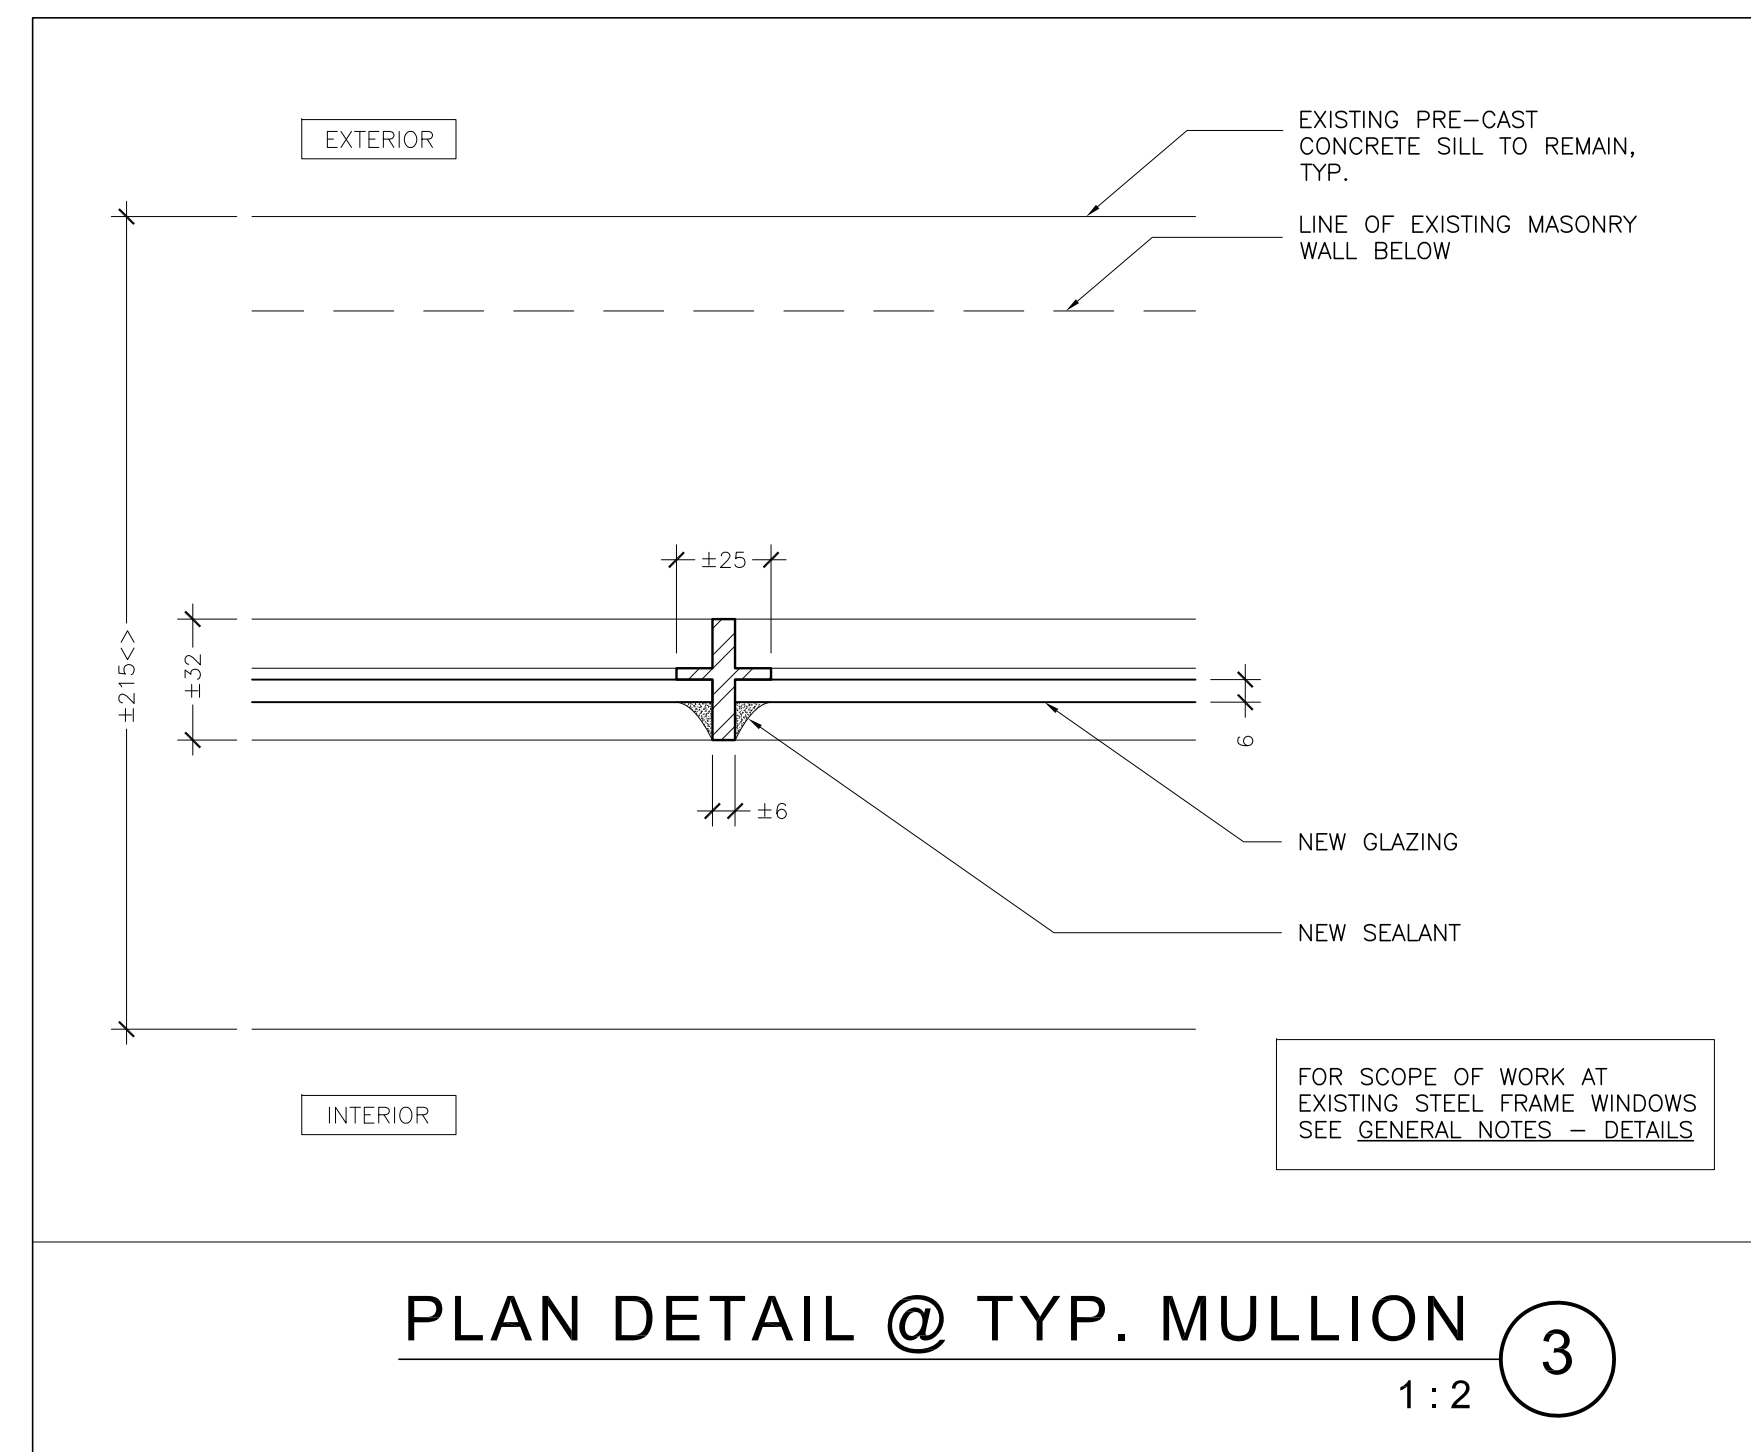 EXTERIOR
EXISTING PRE-CAST
CONCRETE SILL TO REMAIN,
TYP.
LINE OF EXISTING MASONRY
WALL BELOW
±25
±215<>
±32
6
±6
NEW GLAZING
NEW SEALANT
INTERIOR
FOR SCOPE OF WORK AT
EXISTING STEEL FRAME WINDOWS
SEE GENERAL NOTES - DETAILS
PLAN DETAIL @ TYP. MULLION
3
1:2